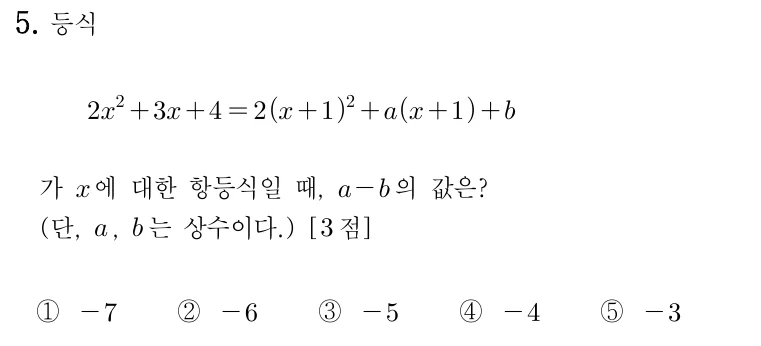 5. 등식
2x²+3x+4=2(x+1)²+a(x+1)+b
가 x에 대한 항등식일 때, a-b의 값은?
(단, a, b는 상수이다.) [3점]
① -7 ② -6 ③ -5 ④ -4 ⑤ -3